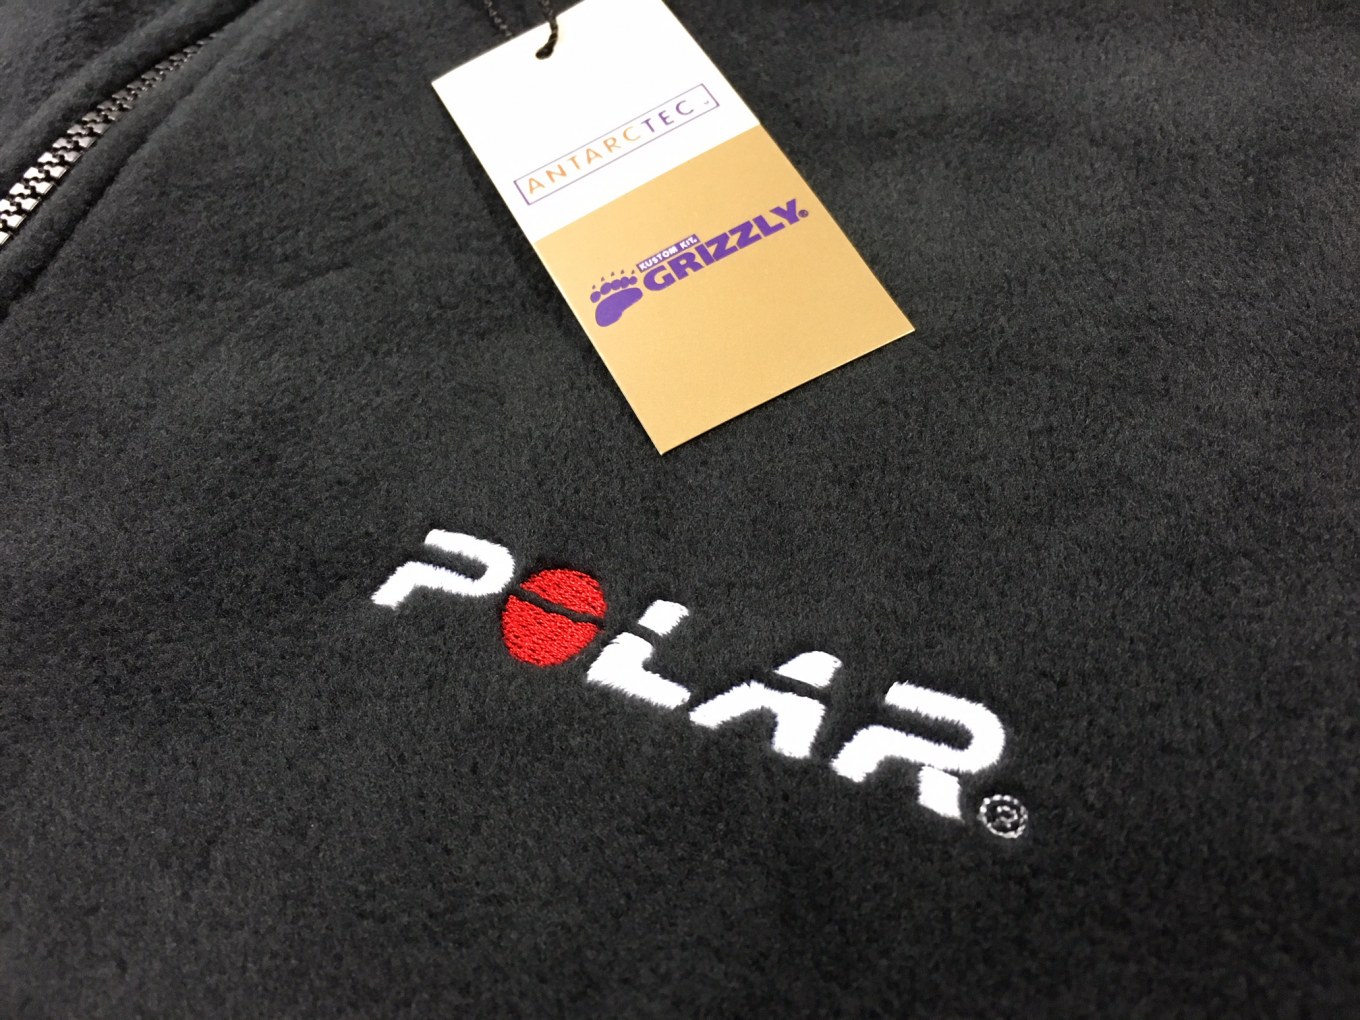 ANTARCTEC
KUSTOM KIT.
GRIZZLY®
POLAR®